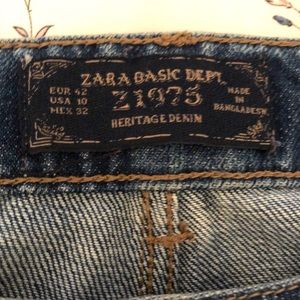 ZARA BASIC DEPT.
EUR 42
USA 10
MEX 32
Z1975
MADE IN
BANGLADESH
HERITAGE DENIM